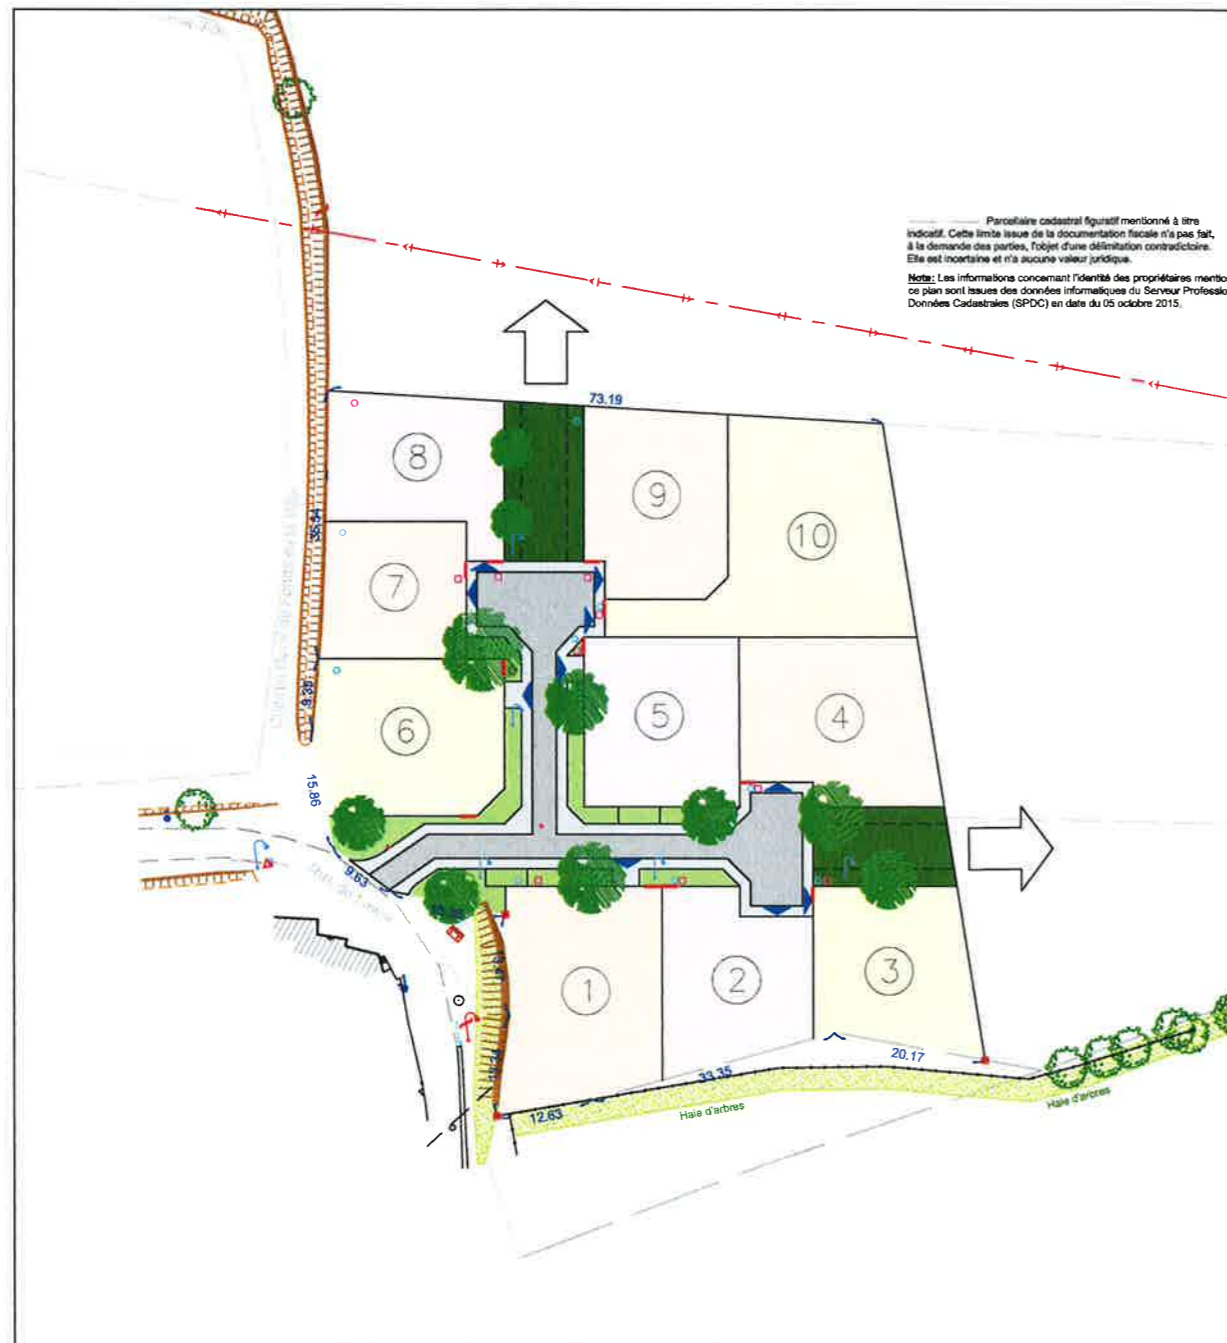 Parcellaire cadastral figuratif mentionné à titre
indicatif. Cette limite issue de la documentation fiscale n'a pas fait,
à la demande des parties, l'objet d'une délimitation contradictoire.
Elle est incertaine et n'a aucune valeur juridique.
Nota: Les informations concernant l'identité des propriétaires mentio
ce plan sont issues des données informatiques du Serveur Professio
Données Cadastrales (SPDC) en date du 05 octobre 2015.
73.19
8
9
10
7
9.39
6
5
4
15.86
9.63
1
2
3
20.17
33.35
12.63
Haie d'arbres
Haie d'arbres